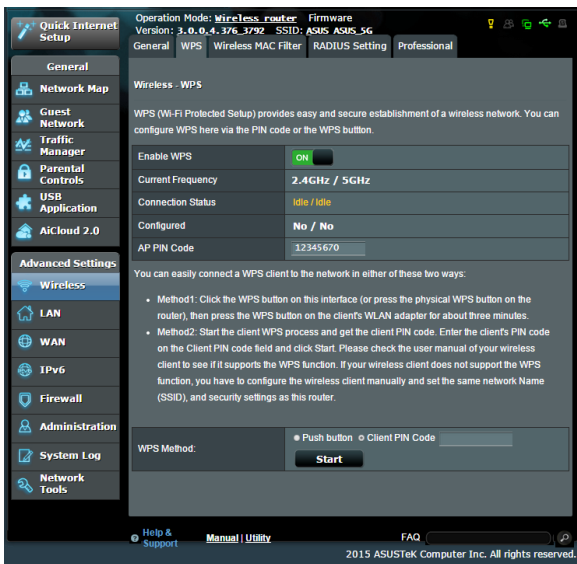 Quick Internet
Setup
Operation Mode: Wireless router Firmware
Version: 3.0.0.4.376_3792 SSID: ASUS ASUS_5G
General WPS Wireless MAC Filter RADIUS Setting Professional
General
Network Map
Guest
Network
Traffic
Manager
Parental
Controls
USB
Application
AiCloud 2.0
Advanced Settings
Wireless
LAN
WAN
IPv6
Firewall
Administration
System Log
Network
Tools
Wireless - WPS
WPS (Wi-Fi Protected Setup) provides easy and secure establishment of a wireless network. You can
configure WPS here via the PIN code or the WPS buttton.
Enable WPS ON
Current Frequency 2.4GHz / 5GHz
Connection Status Idle / Idle
Configured No / No
AP PIN Code 12345670
You can easily connect a WPS client to the network in either of these two ways:
• Method1: Click the WPS button on this interface (or press the physical WPS button on the
router), then press the WPS button on the client's WLAN adapter for about three minutes.
• Method2: Start the client WPS process and get the client PIN code. Enter the client's PIN code
on the Client PIN code field and click Start. Please check the user manual of your wireless
client to see if it supports the WPS function. If your wireless client does not support the WPS
function, you have to configure the wireless client manually and set the same network Name
(SSID), and security settings as this router.
WPS Method: Push button Client PIN Code
Start
Help &
Support
Manual | Utility FAQ
2015 ASUSTeK Computer Inc. All rights reserved.